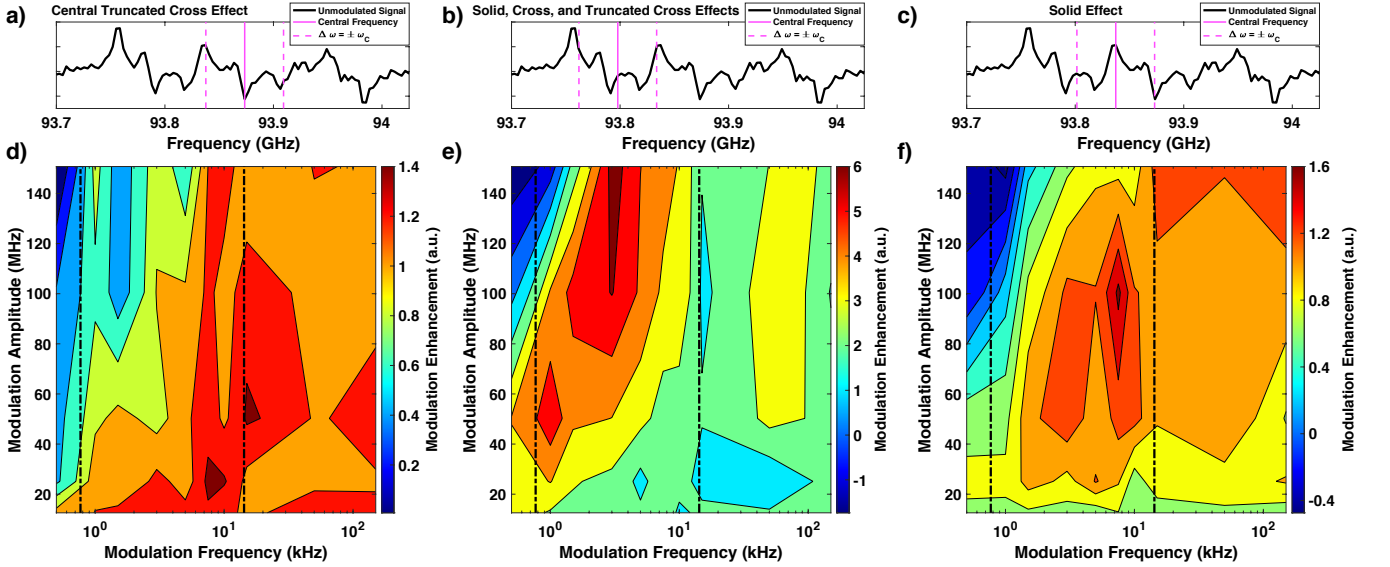 a)
Central Truncated Cross Effect
Unmodulated Signal
Central Frequency
Δ ω = ± ω_C
93.7 93.8 93.9 94
Frequency (GHz)
b)
Solid, Cross, and Truncated Cross Effects
Unmodulated Signal
Central Frequency
Δ ω = ± ω_C
93.7 93.8 93.9 94
Frequency (GHz)
c)
Solid Effect
Unmodulated Signal
Central Frequency
Δ ω = ± ω_C
93.7 93.8 93.9 94
Frequency (GHz)
d)
Modulation Amplitude (MHz)
140
120
100
80
60
40
20
10^0 10^1 10^2
Modulation Frequency (kHz)
1.4
1.2
1
0.8
0.6
0.4
0.2
Modulation Enhancement (a.u.)
e)
Modulation Amplitude (MHz)
140
120
100
80
60
40
20
10^0 10^1 10^2
Modulation Frequency (kHz)
6
5
4
3
2
1
0
-1
Modulation Enhancement (a.u.)
f)
Modulation Amplitude (MHz)
140
120
100
80
60
40
20
10^0 10^1 10^2
Modulation Frequency (kHz)
1.6
1.2
0.8
0.4
0
-0.4
Modulation Enhancement (a.u.)